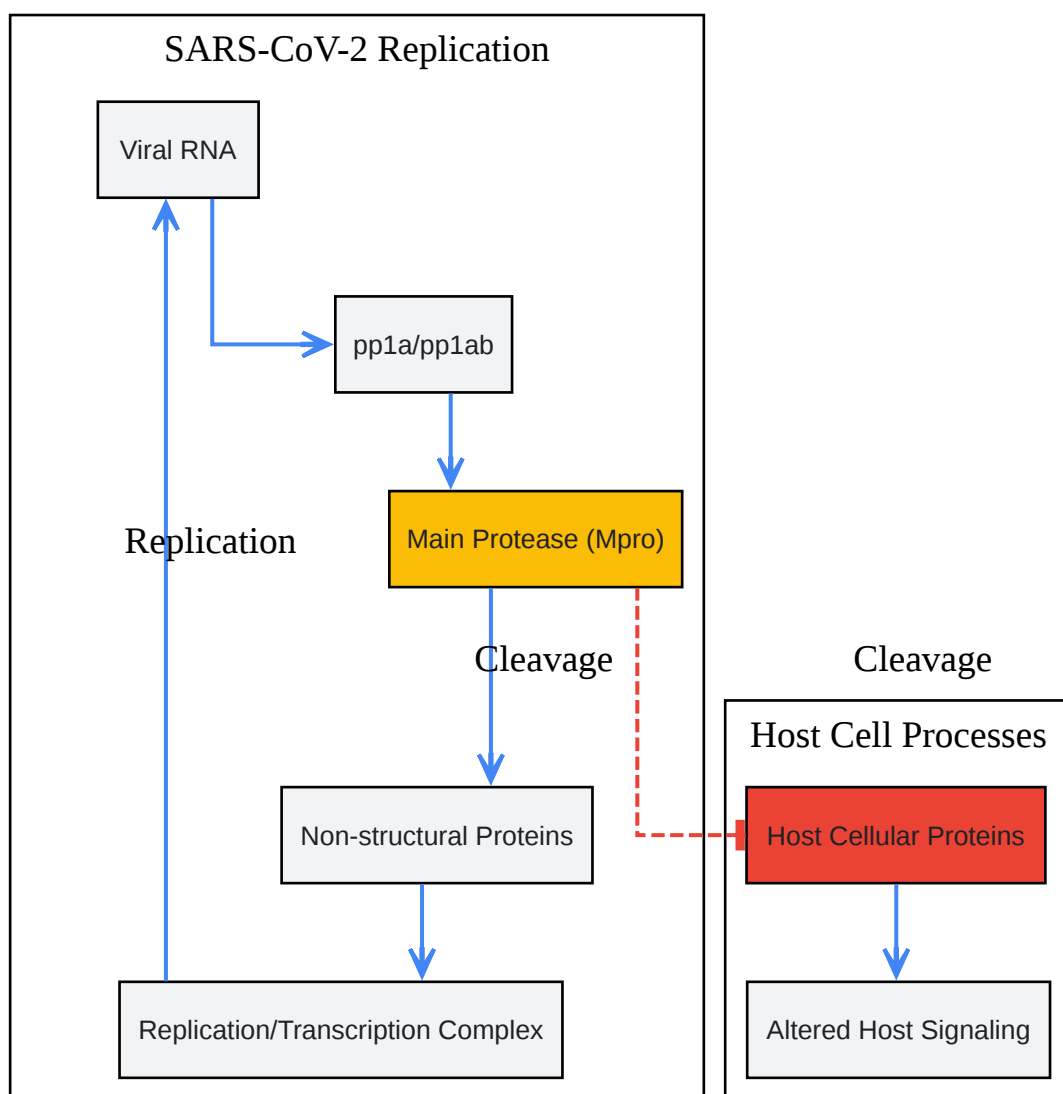 SARS-CoV-2 Replication
Viral RNA
pp1a/pp1ab
Replication
Main Protease (Mpro)
Cleavage
Cleavage
Host Cell Processes
Non-structural Proteins
Host Cellular Proteins
Replication/Transcription Complex
Altered Host Signaling